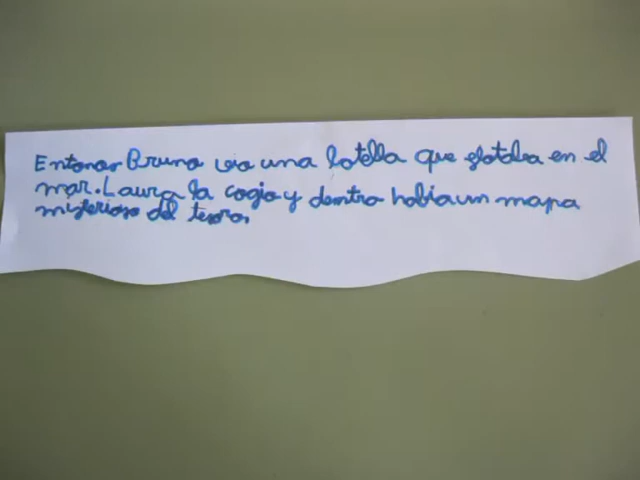 Entonces Bruno vio una botella que flotaba en el
mar. Laura la cogio y dentro habia un mapa
misterioso del tesoro.